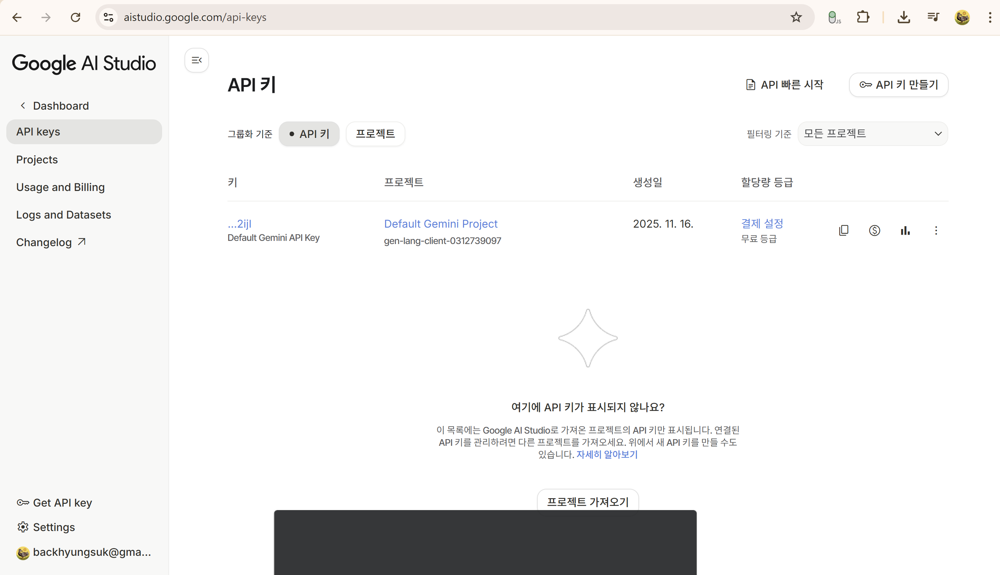 aistudio.google.com/api-keys
JS
Google AI Studio
Dashboard
API keys
Projects
Usage and Billing
Logs and Datasets
Changelog
Get API key
Settings
backhyungsuk@gma...
API 키
API 빠른 시작
API 키 만들기
그룹화 기준
API 키
프로젝트
필터링 기준
모든 프로젝트
키 프로젝트 생성일 할당량 등급
...2ijI Default Gemini Project 2025. 11. 16. 결제 설정
Default Gemini API Key gen-lang-client-0312739097 무료 등급
여기에 API 키가 표시되지 않나요?
이 목록에는 Google AI Studio로 가져온 프로젝트의 API 키만 표시됩니다. 연결된
API 키를 관리하려면 다른 프로젝트를 가져오세요. 위에서 새 API 키를 만들 수도
있습니다. 자세히 알아보기
프로젝트 가져오기